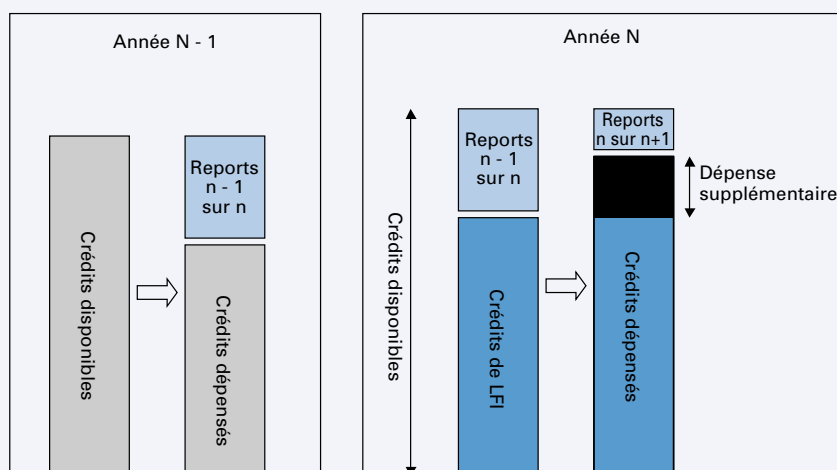 Année N - 1
Crédits disponibles
Reports
n - 1
sur n
Crédits dépensés
Année N
Crédits disponibles
Reports
n - 1
sur n
Crédits de LFI
Reports
n sur n+1
Crédits dépensés
Dépense
supplémentaire